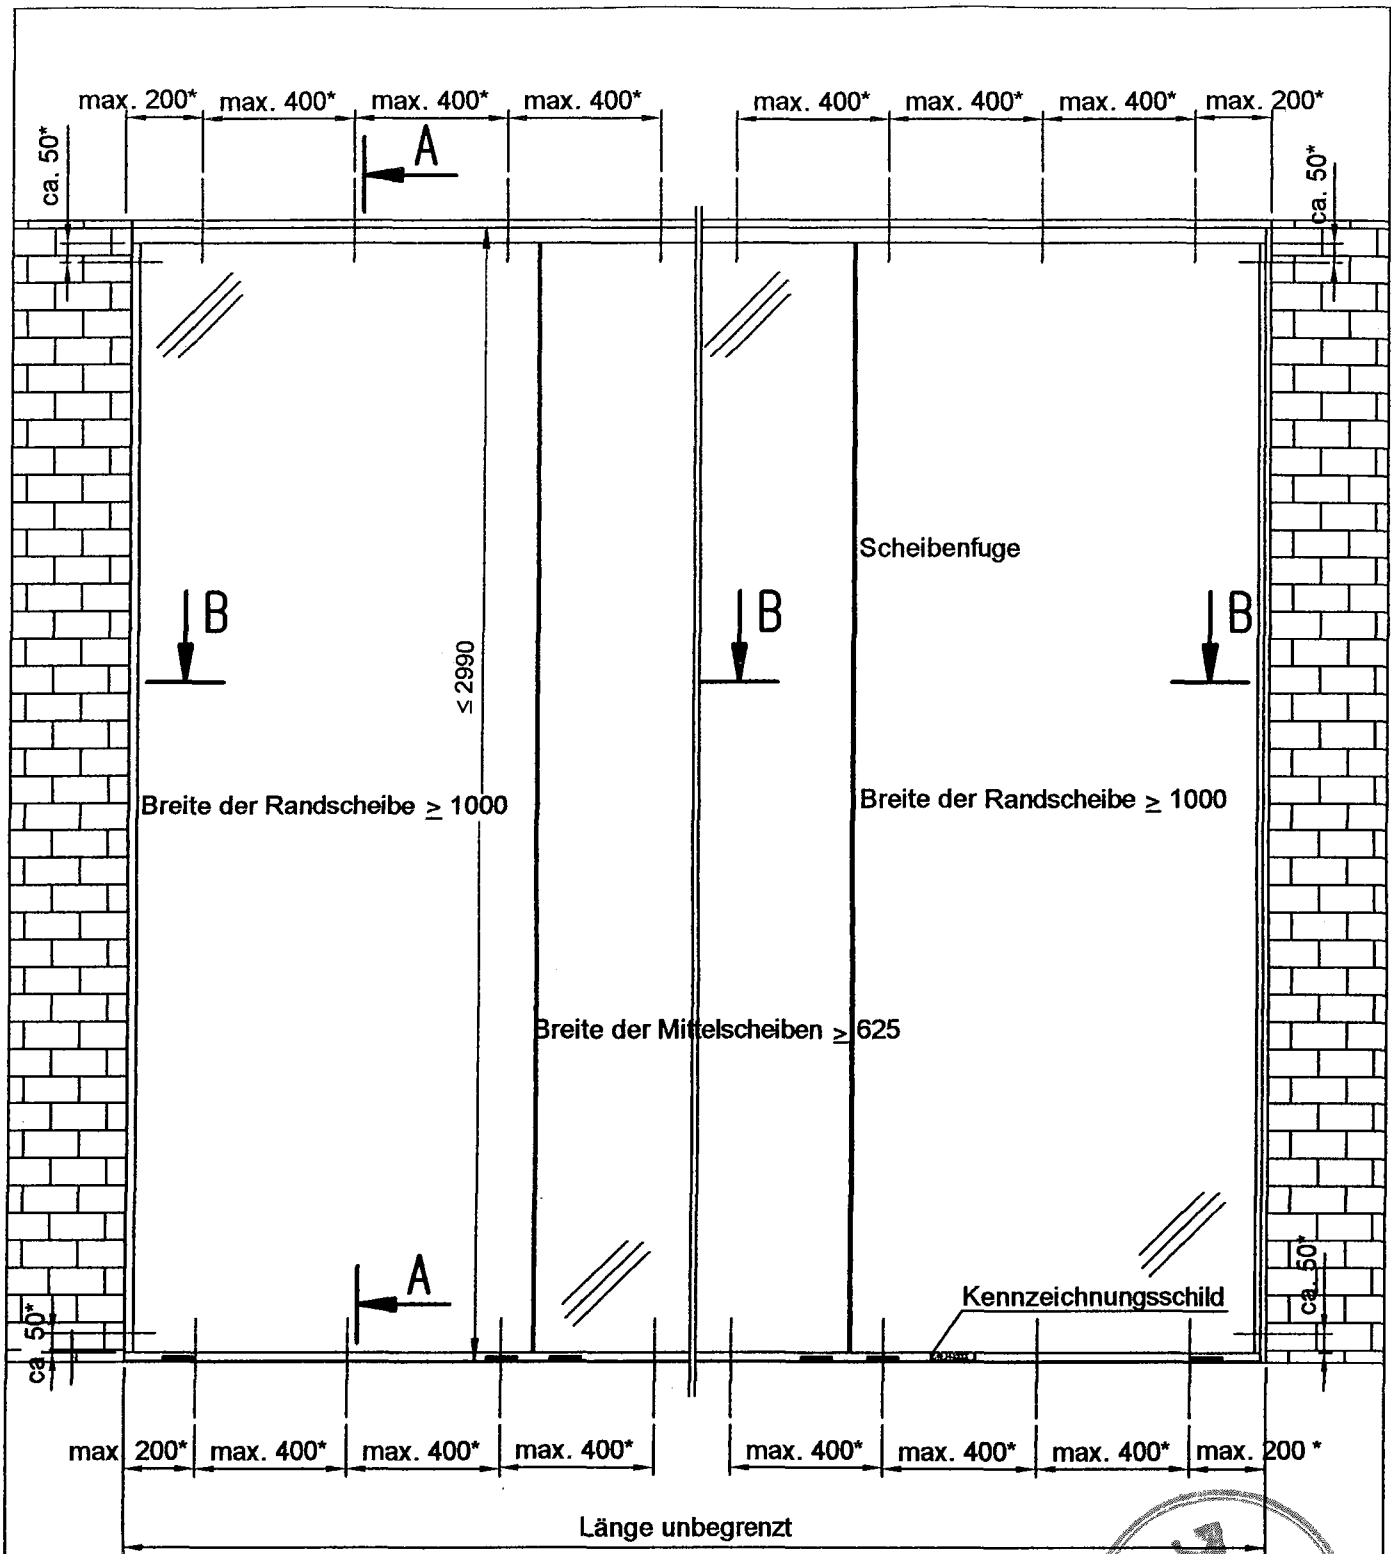 max. 200* max. 400* max. 400* max. 400* max. 400* max. 400* max. 400* max. 200*
ca. 50*
ca. 50*
A
Scheibenfuge
B B B
≤ 2990
Breite der Randscheibe ≥ 1000
Breite der Randscheibe ≥ 1000
Breite der Mittelscheiben ≥ 625
A
Kennzeichnungsschild
ca. 50*
ca. 50*
max 200* max. 400* max. 400* max. 400* max. 400* max. 400* max. 400* max. 200 *
Länge unbegrenzt